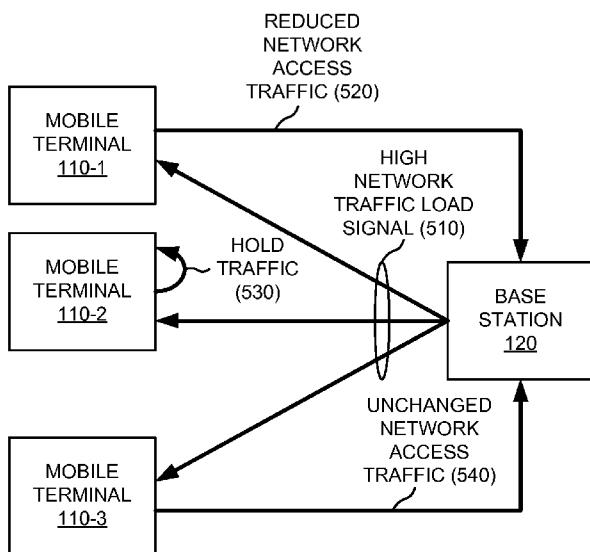 REDUCED
NETWORK
ACCESS
TRAFFIC (520)
MOBILE
TERMINAL
110-1
HIGH
NETWORK
TRAFFIC LOAD
SIGNAL (510)
MOBILE
TERMINAL
110-2
HOLD
TRAFFIC
(530)
BASE
STATION
120
UNCHANGED
NETWORK
ACCESS
TRAFFIC (540)
MOBILE
TERMINAL
110-3